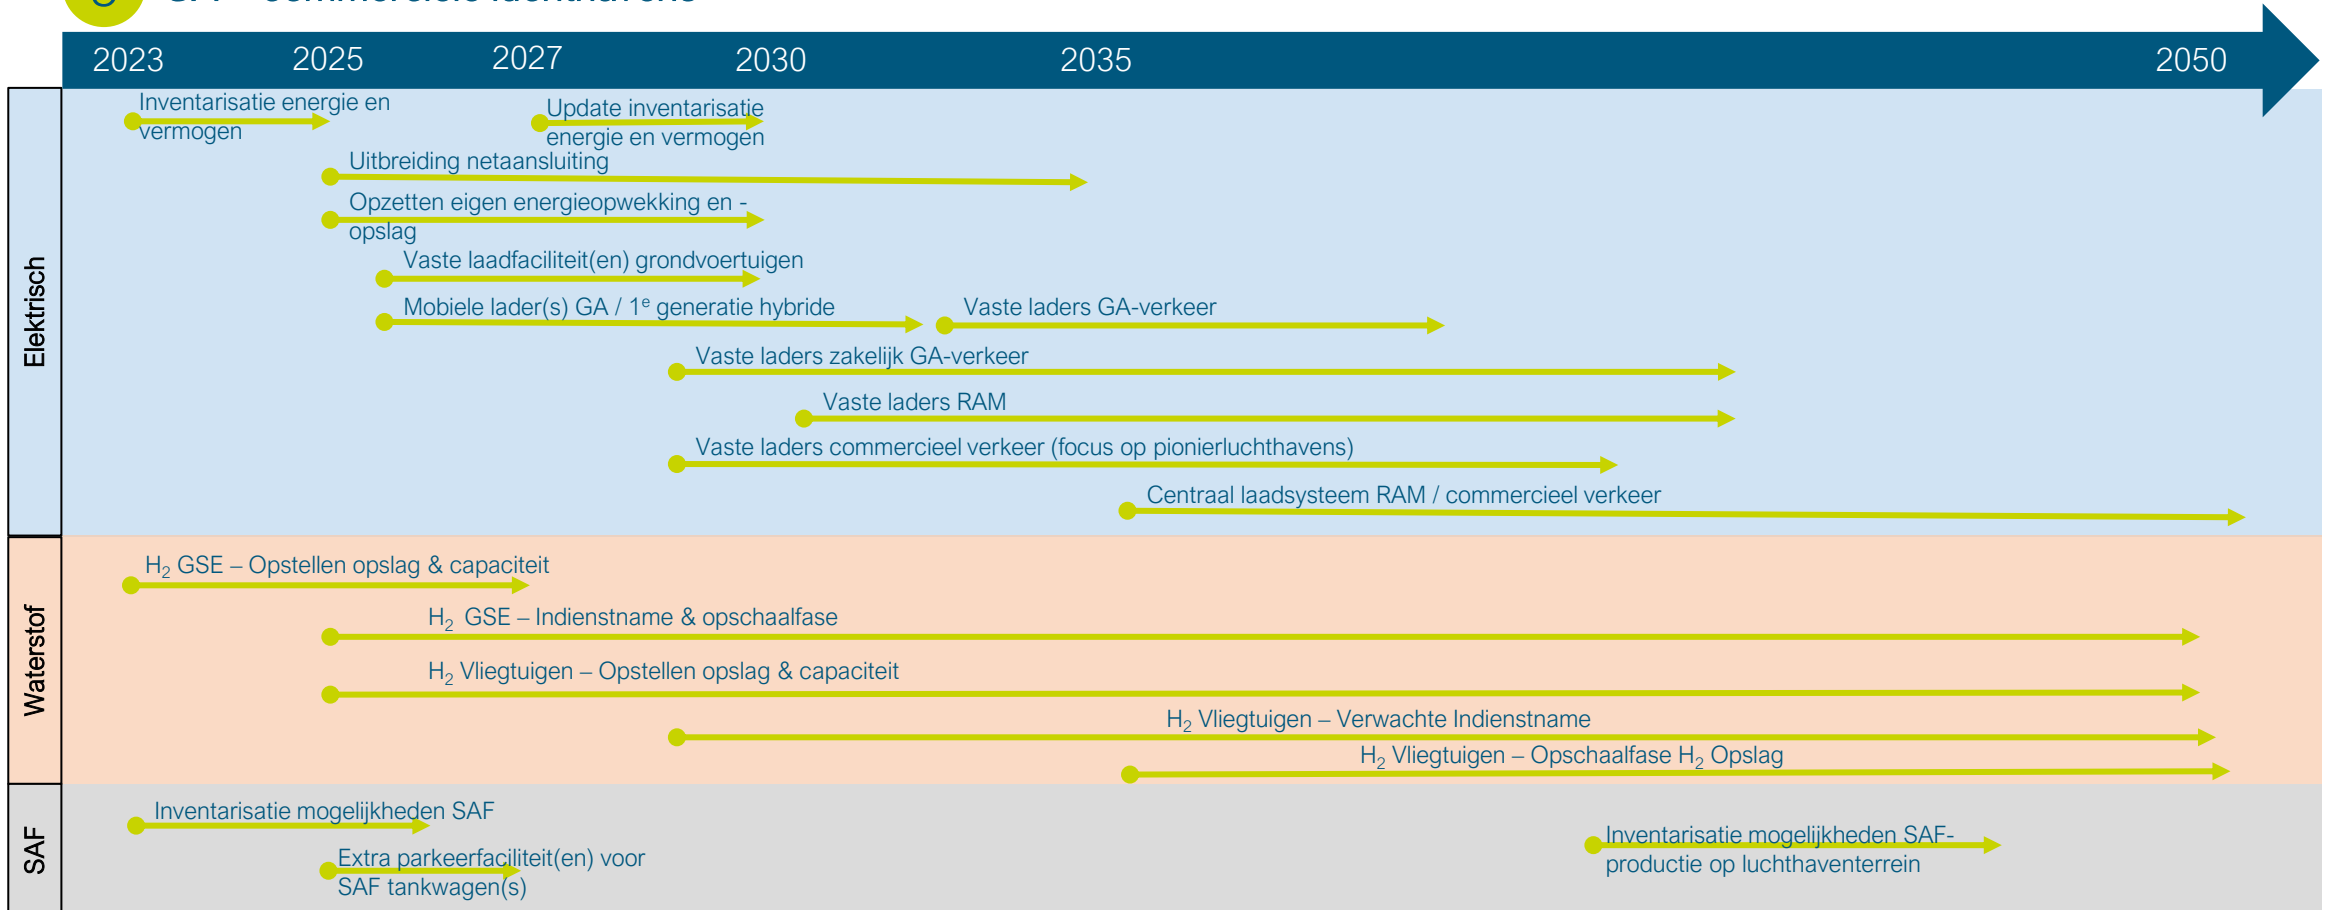 2023 2025 2027 2030 2035 2050
Elektrisch
Inventarisatie energie en
vermogen
Update inventarisatie
energie en vermogen
Uitbreiding netaansluiting
Opzetten eigen energieopwekking en -
opslag
Vaste laadfaciliteit(en) grondvoertuigen
Mobiele lader(s) GA / 1e generatie hybride
Vaste laders GA-verkeer
Vaste laders zakelijk GA-verkeer
Vaste laders RAM
Vaste laders commercieel verkeer (focus op pionierluchthavens)
Centraal laadsysteem RAM / commercieel verkeer
Waterstof
H2 GSE – Opstellen opslag & capaciteit
H2 GSE – Indienstname & opschaalfase
H2 Vliegtuigen – Opstellen opslag & capaciteit
H2 Vliegtuigen – Verwachte Indienstname
H2 Vliegtuigen – Opschaalfase H2 Opslag
SAF
Inventarisatie mogelijkheden SAF
Extra parkeerfaciliteit(en) voor
SAF tankwagen(s)
Inventarisatie mogelijkheden SAF-
productie op luchthaventerrein